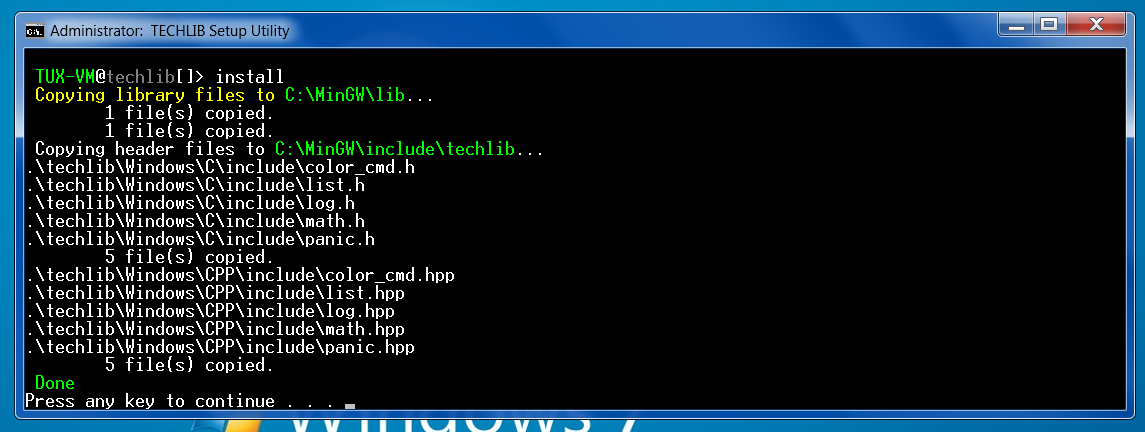 Administrator:  TECHLIB Setup Utility
TUX-VM@techlib[]> install
Copying library files to C:\MinGW\lib...
        1 file(s) copied.
        1 file(s) copied.
Copying header files to C:\MinGW\include\techlib...
.\techlib\Windows\C\include\color_cmd.h
.\techlib\Windows\C\include\list.h
.\techlib\Windows\C\include\log.h
.\techlib\Windows\C\include\math.h
.\techlib\Windows\C\include\panic.h
        5 file(s) copied.
.\techlib\Windows\CPP\include\color_cmd.hpp
.\techlib\Windows\CPP\include\list.hpp
.\techlib\Windows\CPP\include\log.hpp
.\techlib\Windows\CPP\include\math.hpp
.\techlib\Windows\CPP\include\panic.hpp
        5 file(s) copied.
Done
Press any key to continue . . .
Windows 7